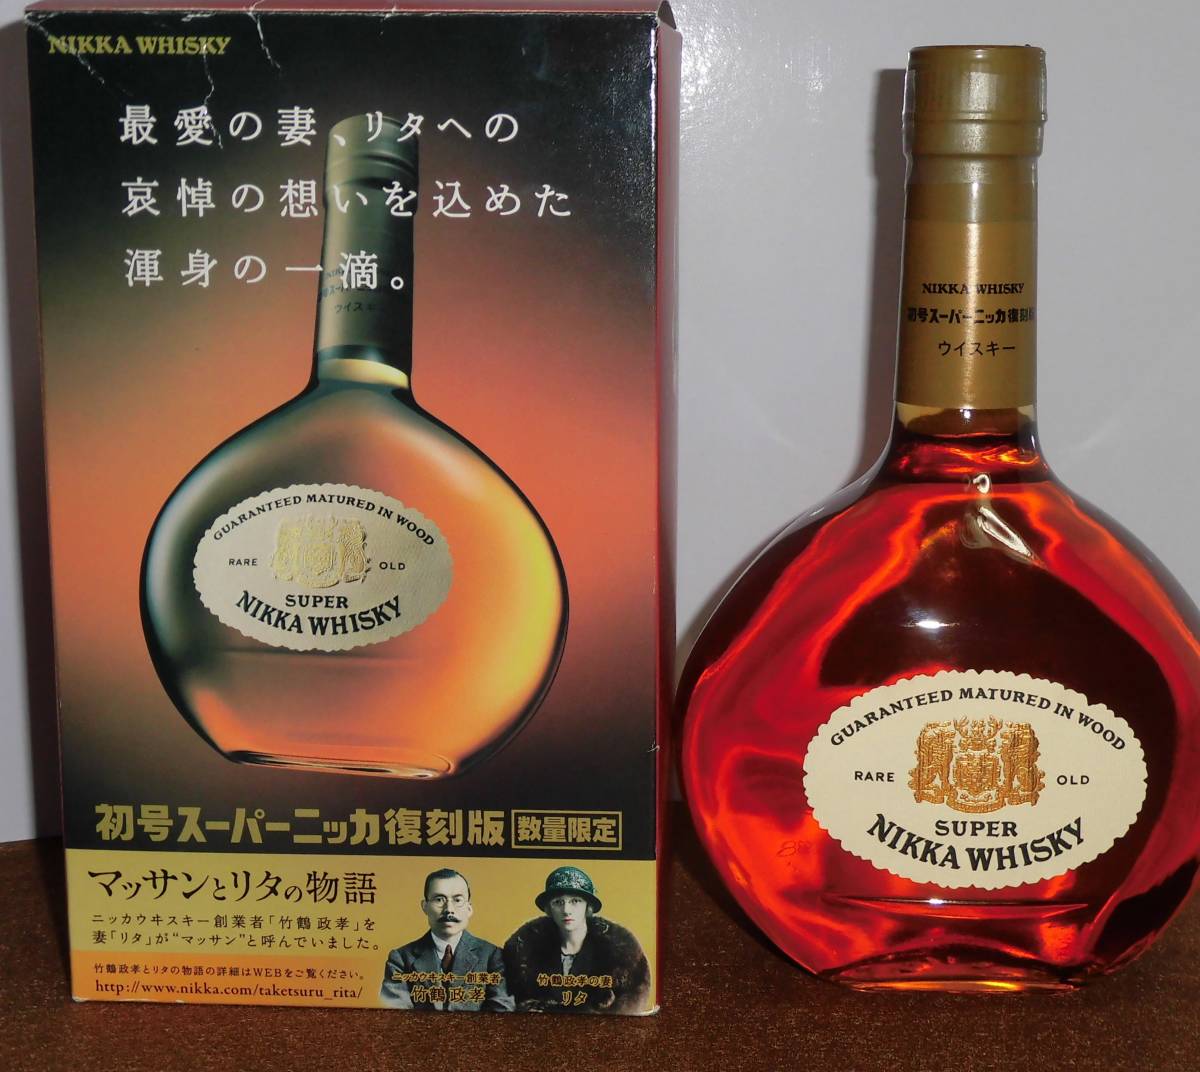 NIKKA WHISKY
最愛の妻、リタへの
哀悼の想いを込めた
渾身の一滴。
ウイスキー
GUARANTEED MATURED IN WOOD
RARE OLD
SUPER
NIKKA WHISKY
初号スーパーニッカ復刻版 数量限定
マッサンとリタの物語
ニッカウヰスキー創業者「竹鶴 政孝」を
妻「リタ」が“マッサン”と呼んでいました。
竹鶴政孝とリタの物語の詳細はWEBをご覧ください。
http://www.nikka.com/taketsuru_rita/
ニッカウヰスキー創業者
竹鶴 政孝
竹鶴政孝の妻
リタ
NIKKA WHISKY
初号スーパーニッカ復刻版
ウイスキー
GUARANTEED MATURED IN WOOD
RARE OLD
SUPER
NIKKA WHISKY